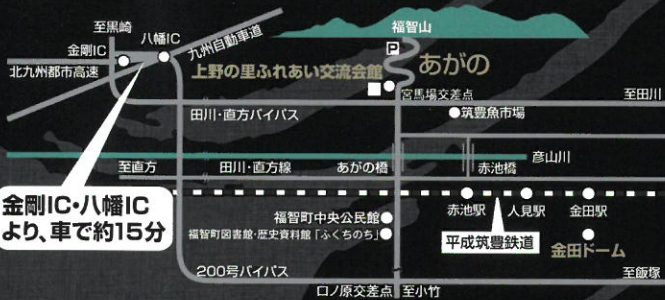 至黒崎
八幡IC
九州自動車道
福智山
金剛IC
北九州都市高速
P
上野の里ふれあい交流会館
あがの
宮馬場交差点
至田川
田川・直方バイパス
筑豊魚市場
至直方
田川・直方線
あがの橋
赤池橋
彦山川
金剛IC・八幡IC
より、車で約15分
赤池駅
人見駅
金田駅
福智町中央公民館
福智町図書館・歴史資料館「ふくちのち」
平成筑豊鉄道
金田ドーム
200号バイパス
至飯塚
口ノ原交差点
至小竹